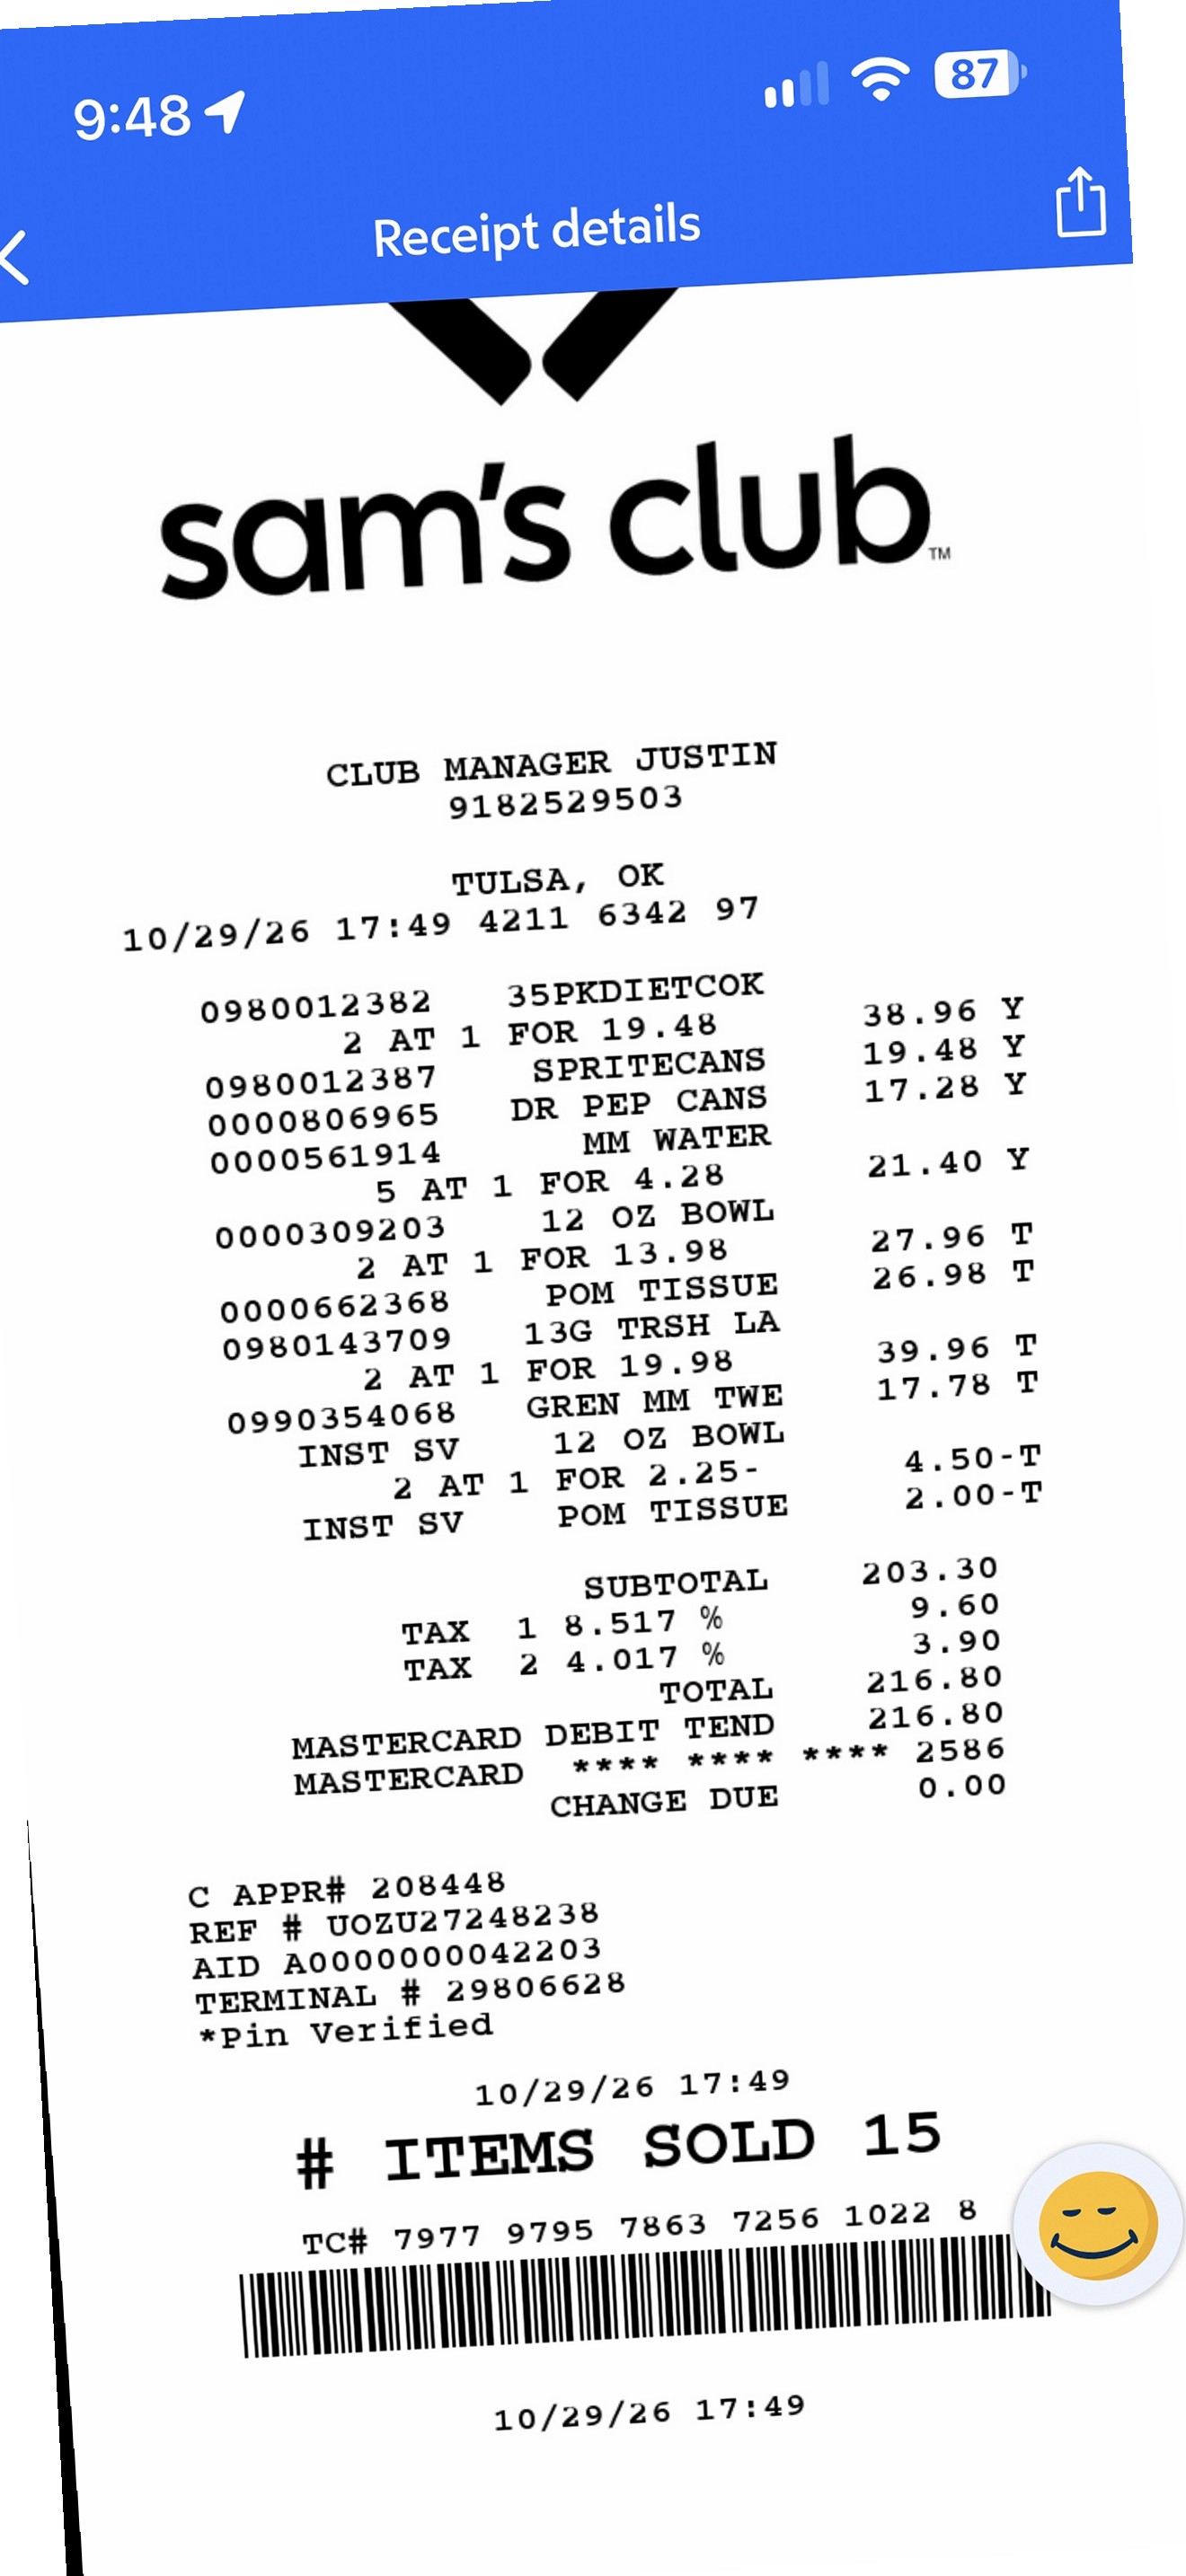 9:48
87
Receipt details
sam's club™
CLUB MANAGER JUSTIN
9182529503
TULSA, OK
10/29/26 17:49 4211 6342 97
0980012382 35PKDIETCOK
2 AT 1 FOR 19.48 38.96 Y
0980012387 SPRITECANS 19.48 Y
0000806965 DR PEP CANS 17.28 Y
0000561914 MM WATER
5 AT 1 FOR 4.28 21.40 Y
0000309203 12 OZ BOWL
2 AT 1 FOR 13.98 27.96 T
0000662368 POM TISSUE 26.98 T
0980143709 13G TRSH LA
2 AT 1 FOR 19.98 39.96 T
0990354068 GREN MM TWE 17.78 T
INST SV 12 OZ BOWL
2 AT 1 FOR 2.25- 4.50-T
INST SV POM TISSUE 2.00-T
SUBTOTAL 203.30
TAX 1 8.517 % 9.60
TAX 2 4.017 % 3.90
TOTAL 216.80
MASTERCARD DEBIT TEND 216.80
MASTERCARD **** **** **** 2586
CHANGE DUE 0.00
C APPR# 208448
REF # UOZU27248238
AID A0000000042203
TERMINAL # 29806628
*Pin Verified
10/29/26 17:49
# ITEMS SOLD 15
TC# 7977 9795 7863 7256 1022 8
10/29/26 17:49